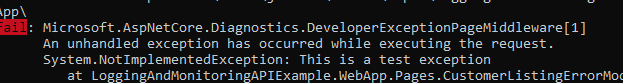 App\
fail: Microsoft.AspNetCore.Diagnostics.DeveloperExceptionPageMiddleware[1]
An unhandled exception has occurred while executing the request.
System.NotImplementedException: This is a test exception
at LoggingAndMonitoringAPIExample.WebApp.Pages.CustomerListingErrorMod